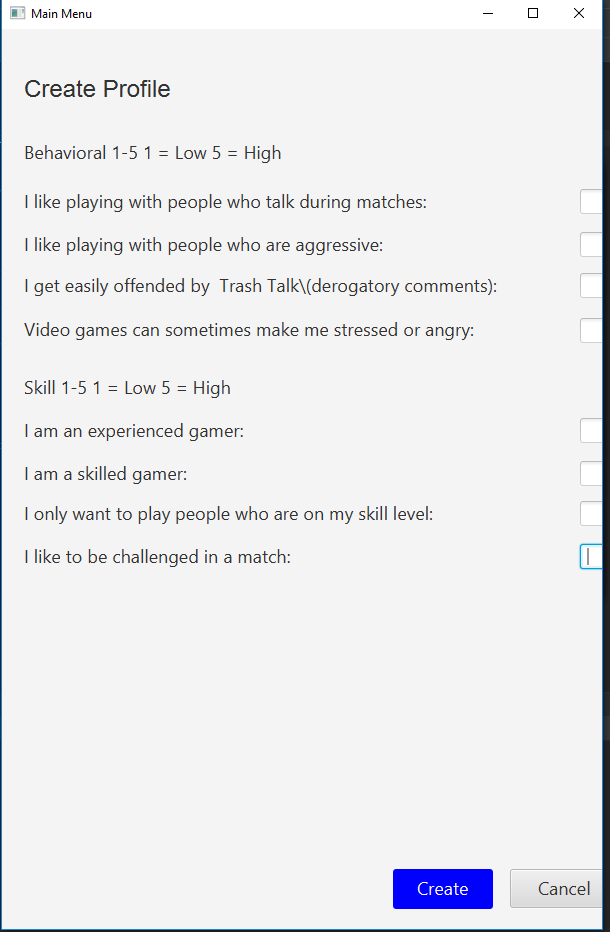 Main Menu
Create Profile
Behavioral 1-5 1 = Low 5 = High
I like playing with people who talk during matches:
I like playing with people who are aggressive:
I get easily offended by  Trash Talk\(derogatory comments):
Video games can sometimes make me stressed or angry:
Skill 1-5 1 = Low 5 = High
I am an experienced gamer:
I am a skilled gamer:
I only want to play people who are on my skill level:
I like to be challenged in a match:
Create Cancel